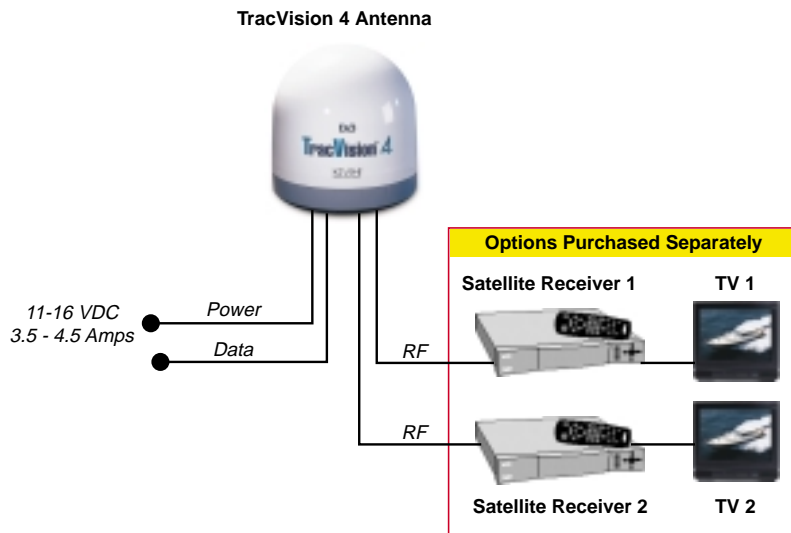 TracVision 4 Antenna
TracVision 4
Options Purchased Separately
Satellite Receiver 1
TV 1
11-16 VDC
3.5 - 4.5 Amps
Power
Data
RF
RF
Satellite Receiver 2
TV 2